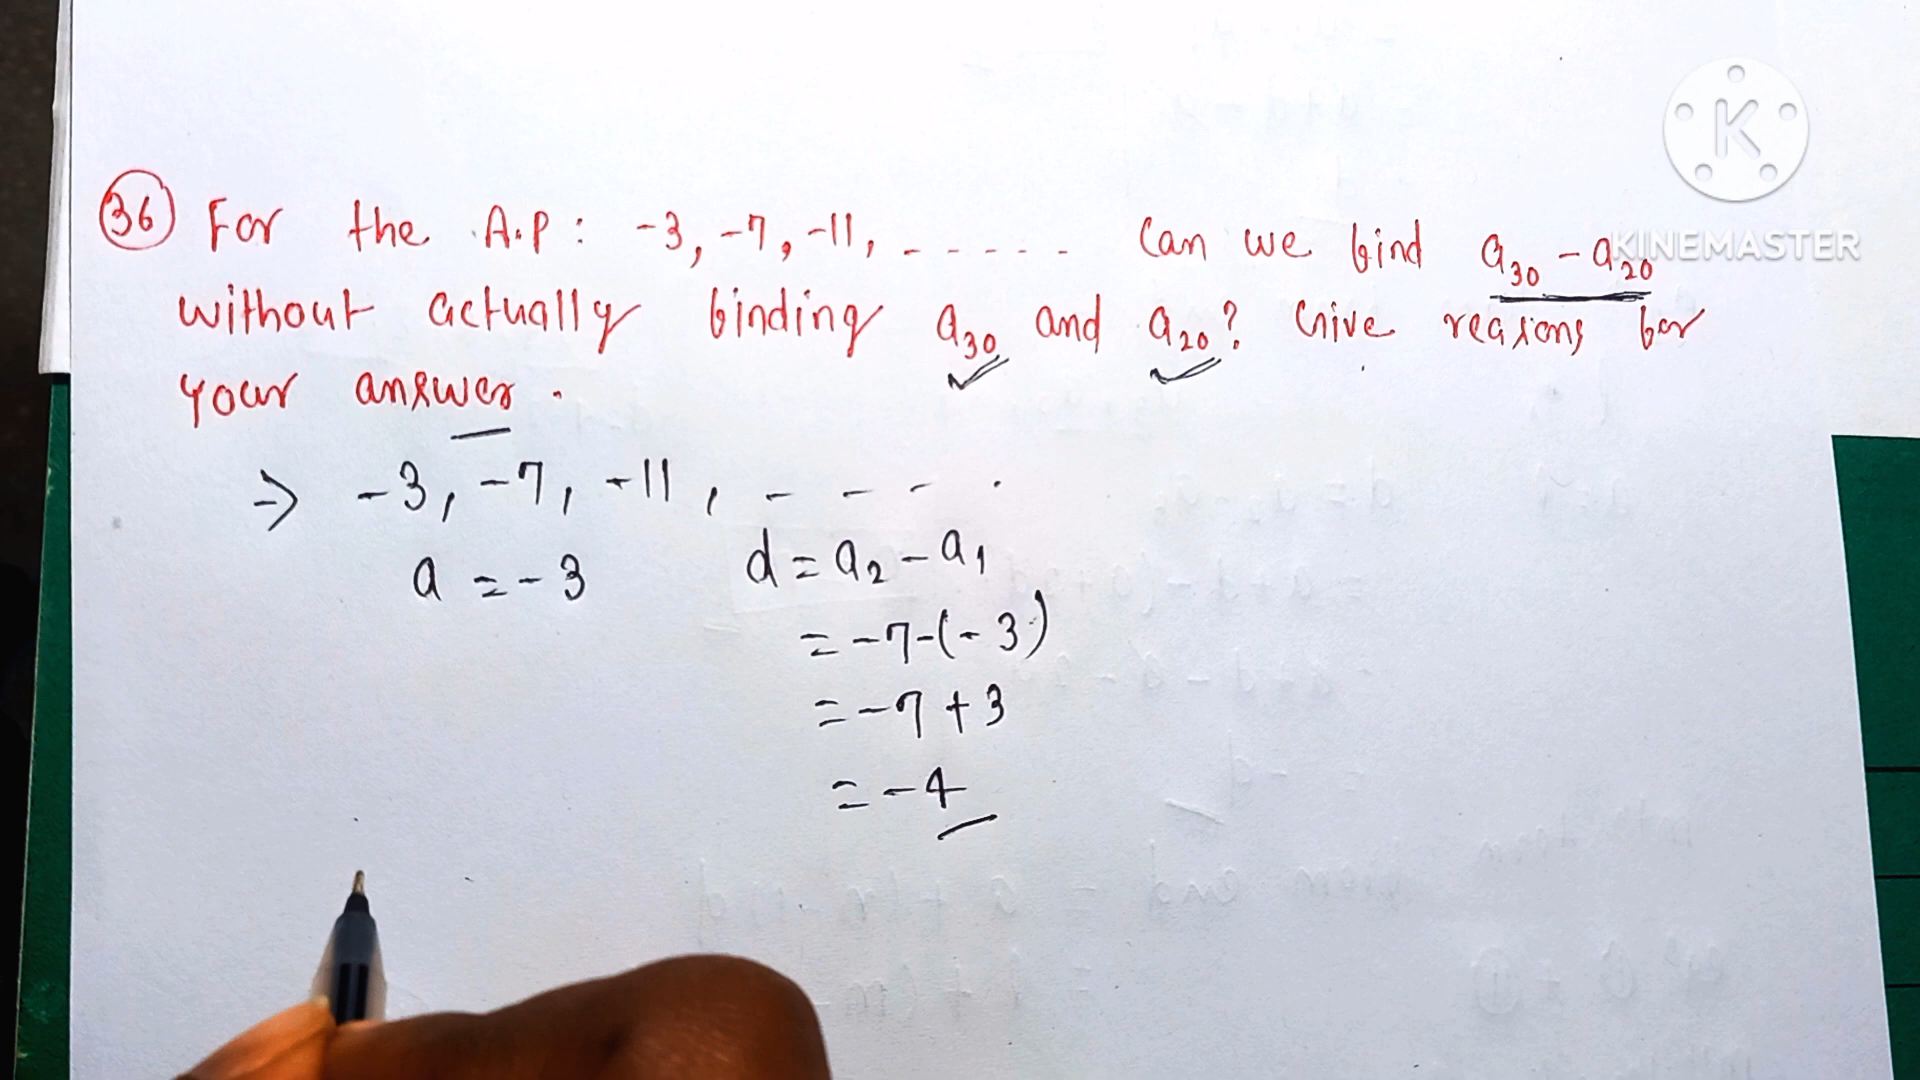 36 For the A.P: -3, -7, -11, - - - - - Can we find a30 - a20
without actually finding a30 and a20? Give reasons for
your answer.
→ -3, -7, -11, - - - .
a = -3 d = a2 - a1
= -7-(-3)
= -7 + 3
= -4
K
KINEMASTER